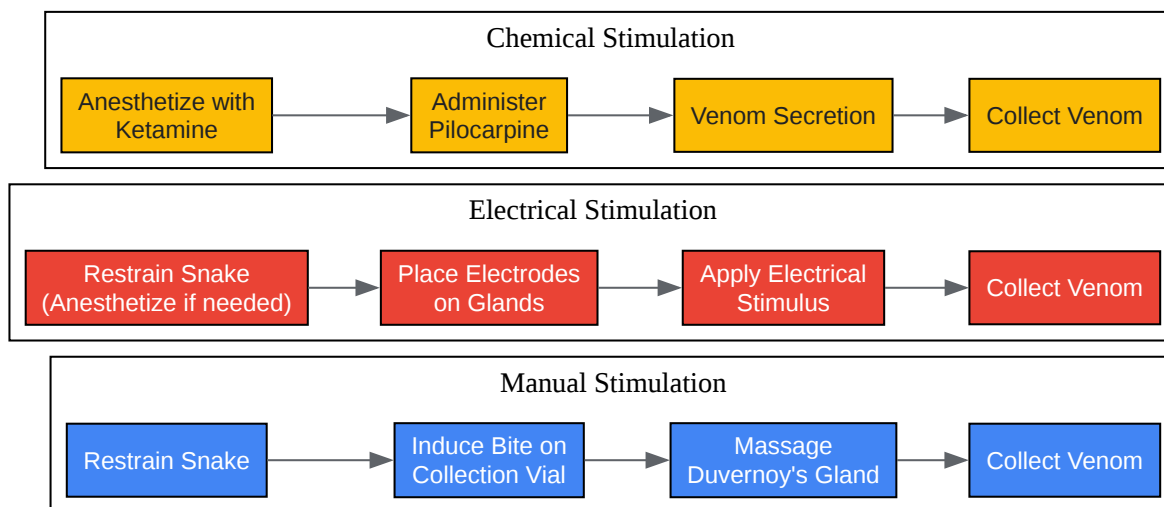 Chemical Stimulation
Anesthetize with
Ketamine
Administer
Pilocarpine
Venom Secretion
Collect Venom
Electrical Stimulation
Restrain Snake
(Anesthetize if needed)
Place Electrodes
on Glands
Apply Electrical
Stimulus
Collect Venom
Manual Stimulation
Restrain Snake
Induce Bite on
Collection Vial
Massage
Duvernoy's Gland
Collect Venom